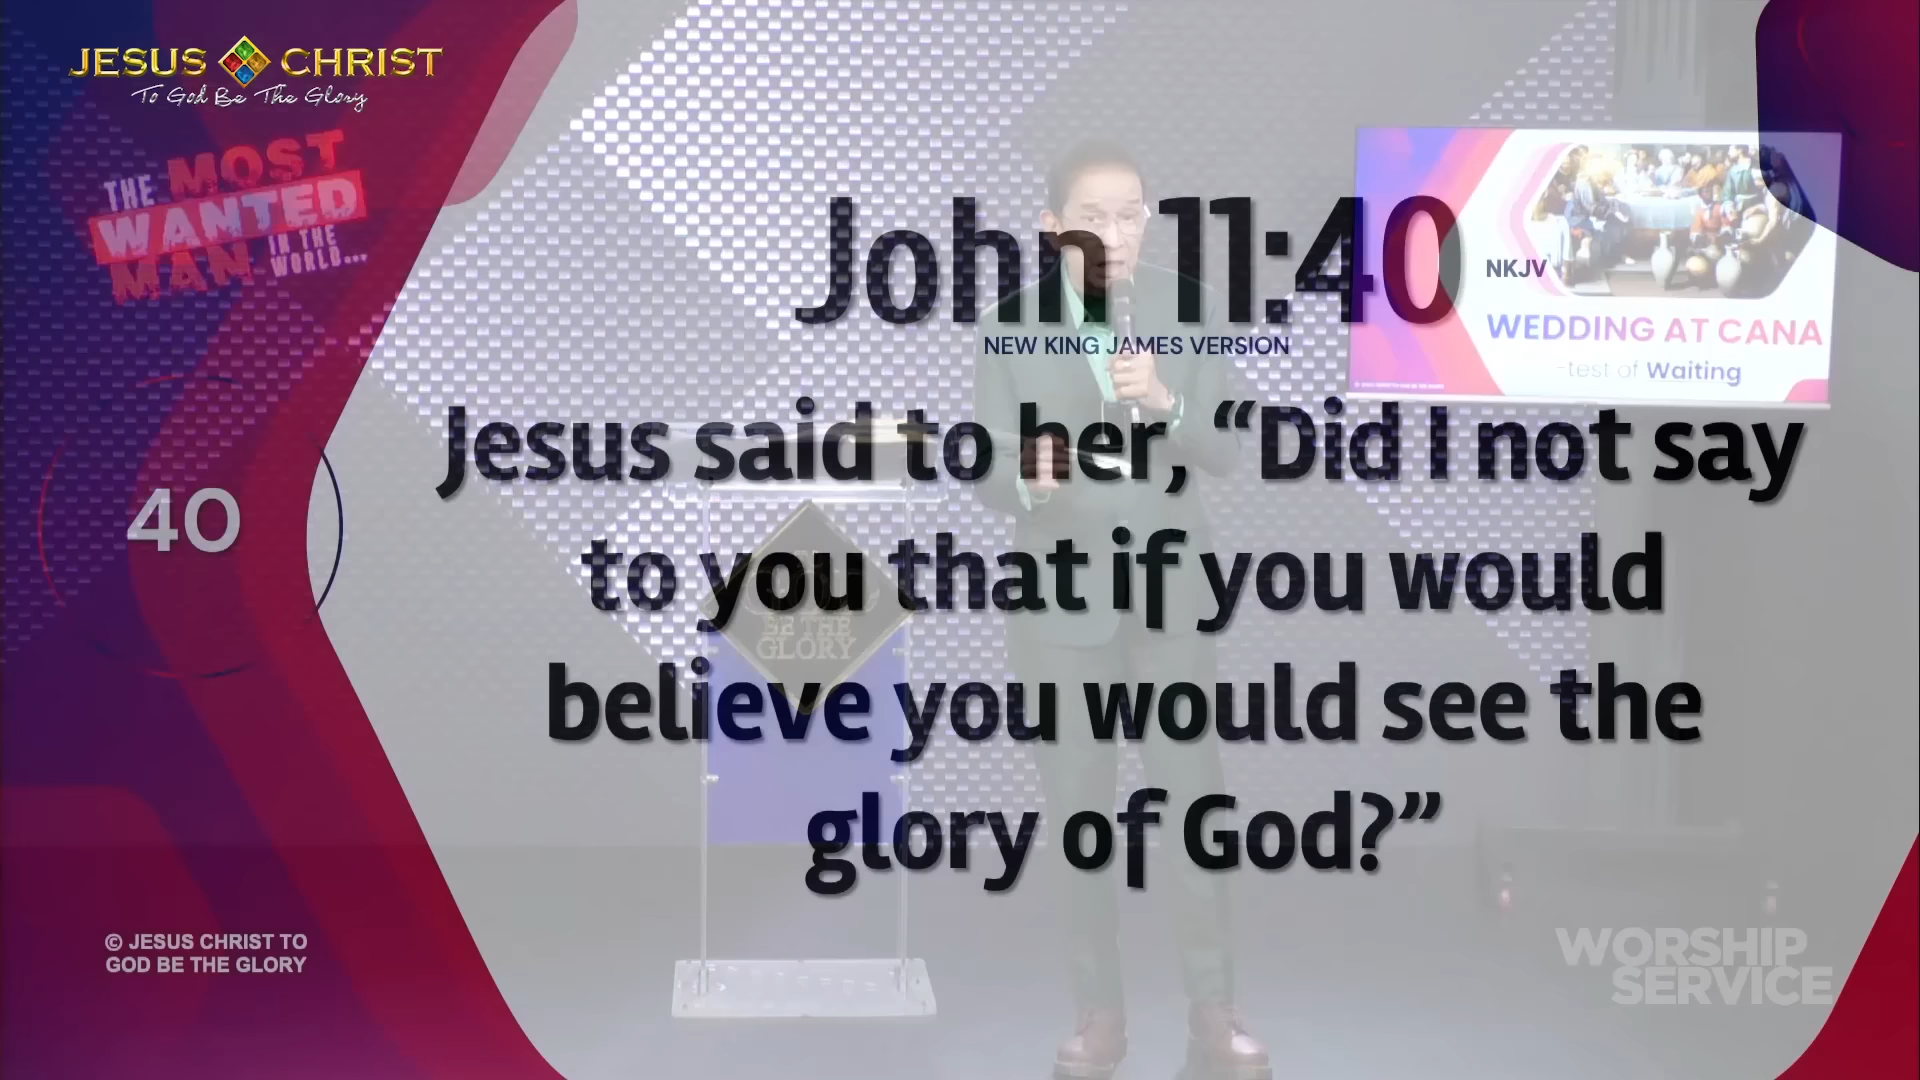 JESUS CHRIST
To God Be The Glory
THE MOST
WANTED
MAN IN THE
WORLD...
John 11:40 NKJV
NEW KING JAMES VERSION
WEDDING AT CANA
-test of Waiting
Jesus said to her, “Did I not say
to you that if you would
believe you would see the
glory of God?”
40
BE THE
GLORY
© JESUS CHRIST TO
GOD BE THE GLORY
WORSHIP
SERVICE